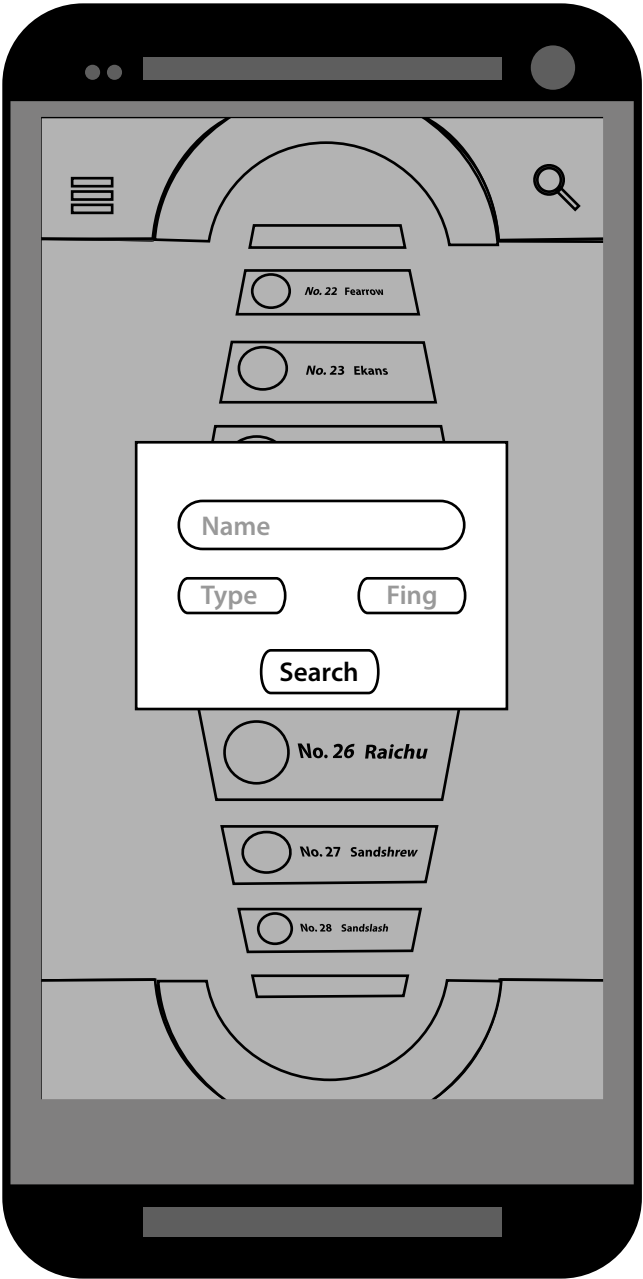 No. 22 Fearrow
No. 23 Ekans
Name
Type Fing
Search
No. 26 Raichu
No. 27 Sandshrew
No. 28 Sandslash